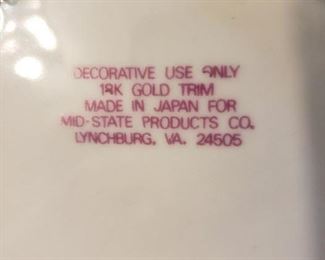 DECORATIVE USE ONLY
18K GOLD TRIM
MADE IN JAPAN FOR
MID-STATE PRODUCTS CO.
LYNCHBURG, VA. 24505